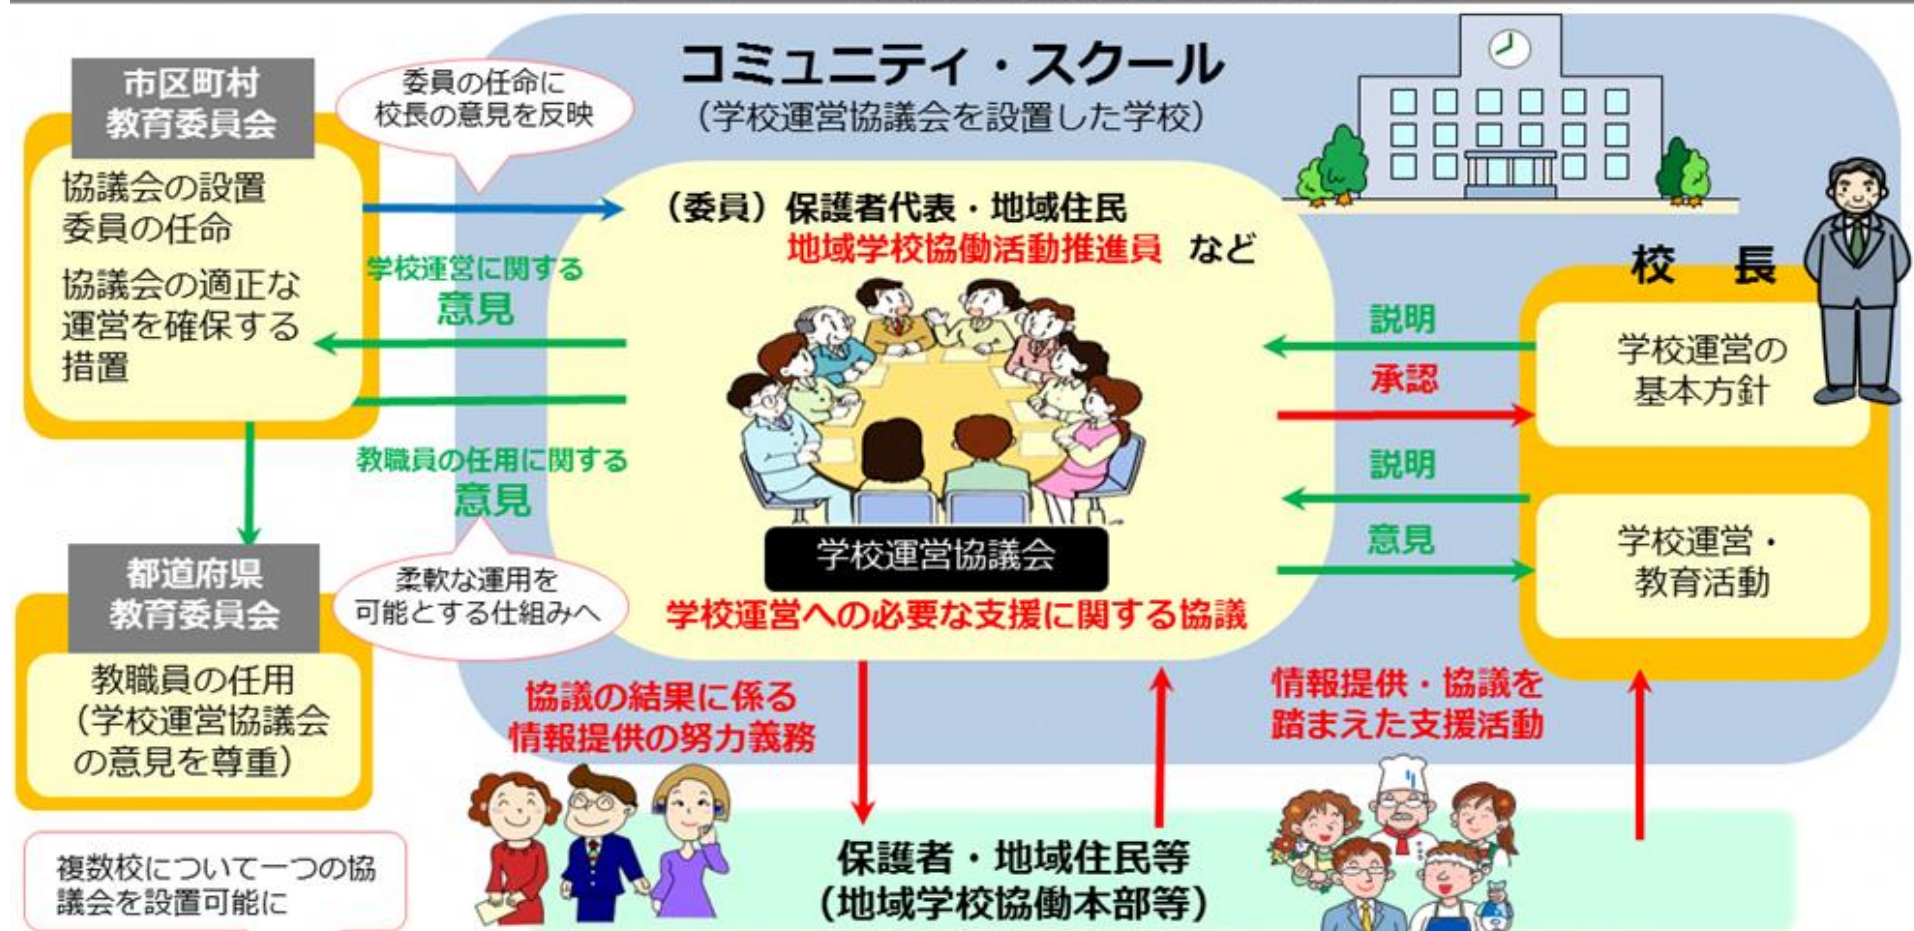 コミュニティ・スクール
（学校運営協議会を設置した学校）
市区町村
教育委員会
協議会の設置
委員の任命
協議会の適正な
運営を確保する
措置
委員の任命に
校長の意見を反映
学校運営に関する
意見
教職員の任用に関する
意見
柔軟な運用を
可能とする仕組みへ
都道府県
教育委員会
教職員の任用
（学校運営協議会
の意見を尊重）
複数校について一つの協
議会を設置可能に
（委員）保護者代表・地域住民
地域学校協働活動推進員 など
学校運営協議会
学校運営への必要な支援に関する協議
校 長
説明
承認
学校運営の
基本方針
説明
意見
学校運営・
教育活動
協議の結果に係る
情報提供の努力義務
情報提供・協議を
踏まえた支援活動
保護者・地域住民等
（地域学校協働本部等）